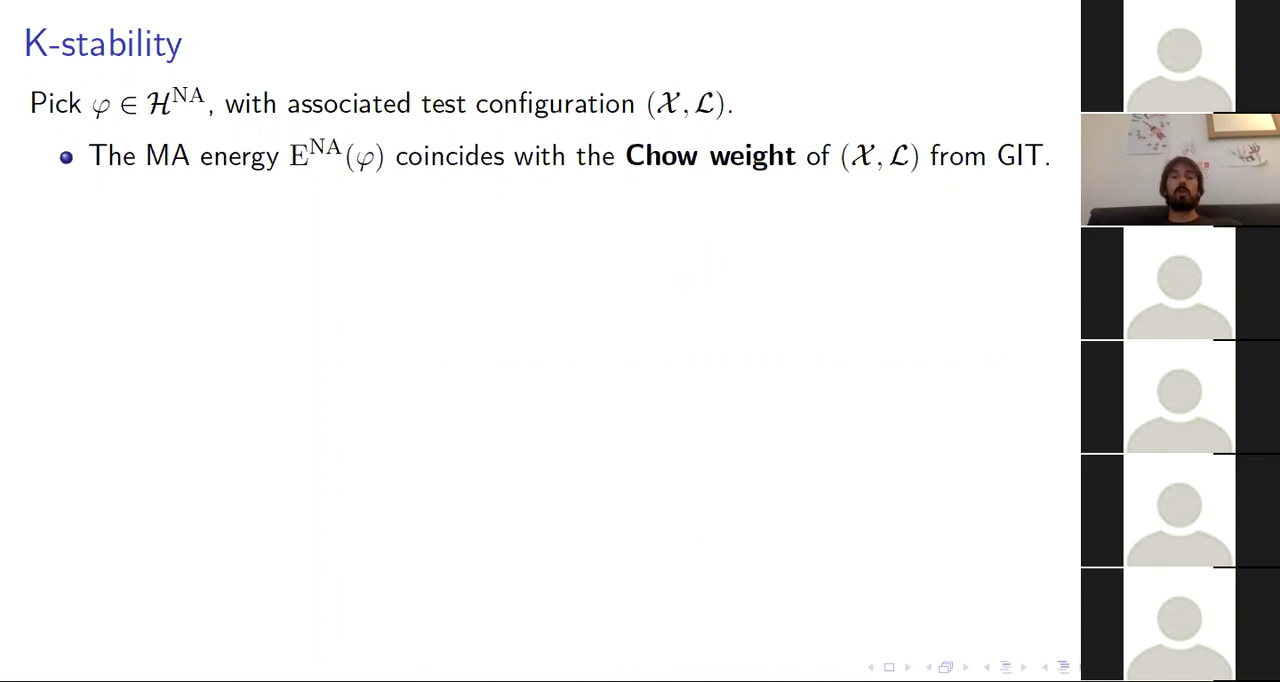 K-stability
Pick φ ∈ ℋ^NA, with associated test configuration (𝒳, ℒ).
The MA energy E^NA(φ) coincides with the Chow weight of (𝒳, ℒ) from GIT.